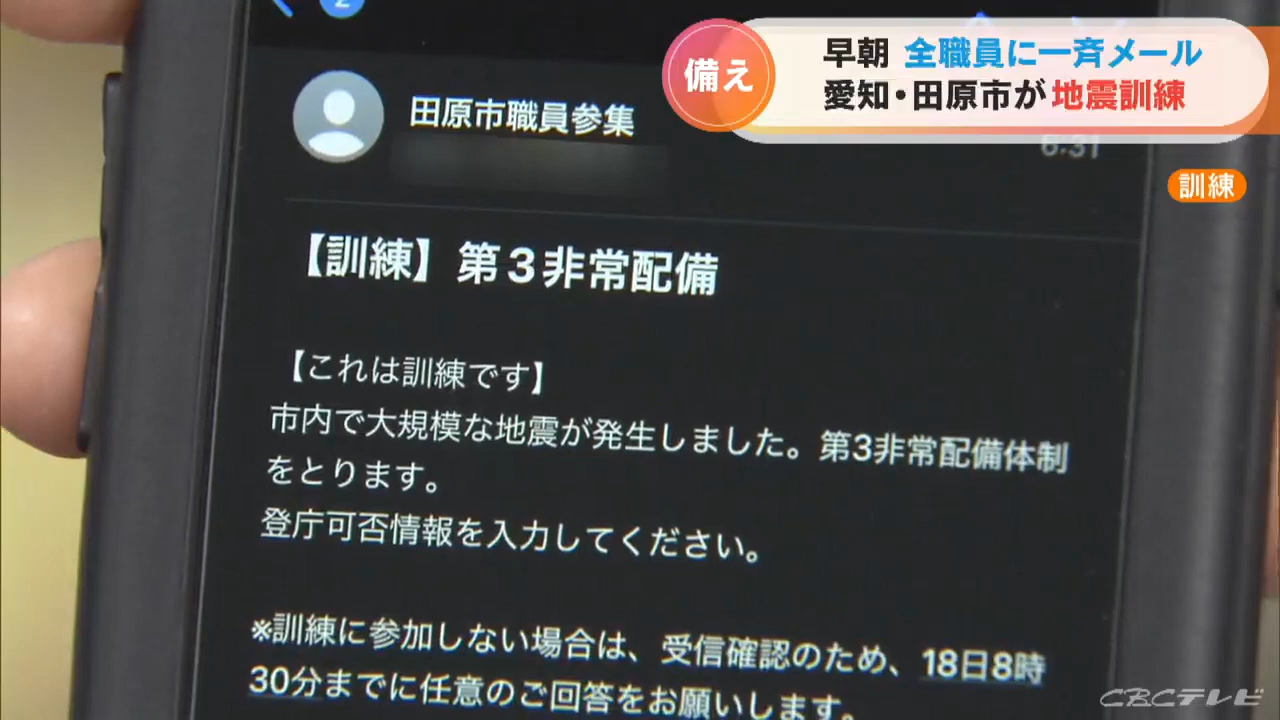 2
備え
早朝 全職員に一斉メール
愛知・田原市が地震訓練
訓練
田原市職員参集
6:31
【訓練】第3非常配備
【これは訓練です】
市内で大規模な地震が発生しました。第3非常配備体制
をとります。
登庁可否情報を入力してください。
※訓練に参加しない場合は、受信確認のため、18日8時
30分までに任意のご回答をお願いします。
CBCテレビ